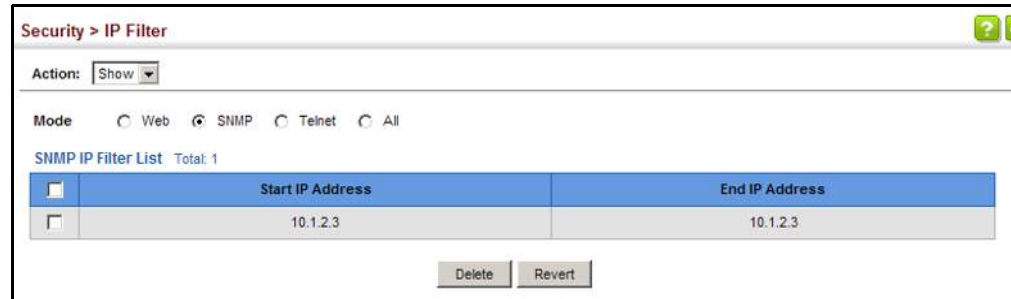 Security > IP Filter
?
Action: Show
Mode Web SNMP Telnet All
SNMP IP Filter List Total: 1
Start IP Address End IP Address
10.1.2.3 10.1.2.3
Delete Revert